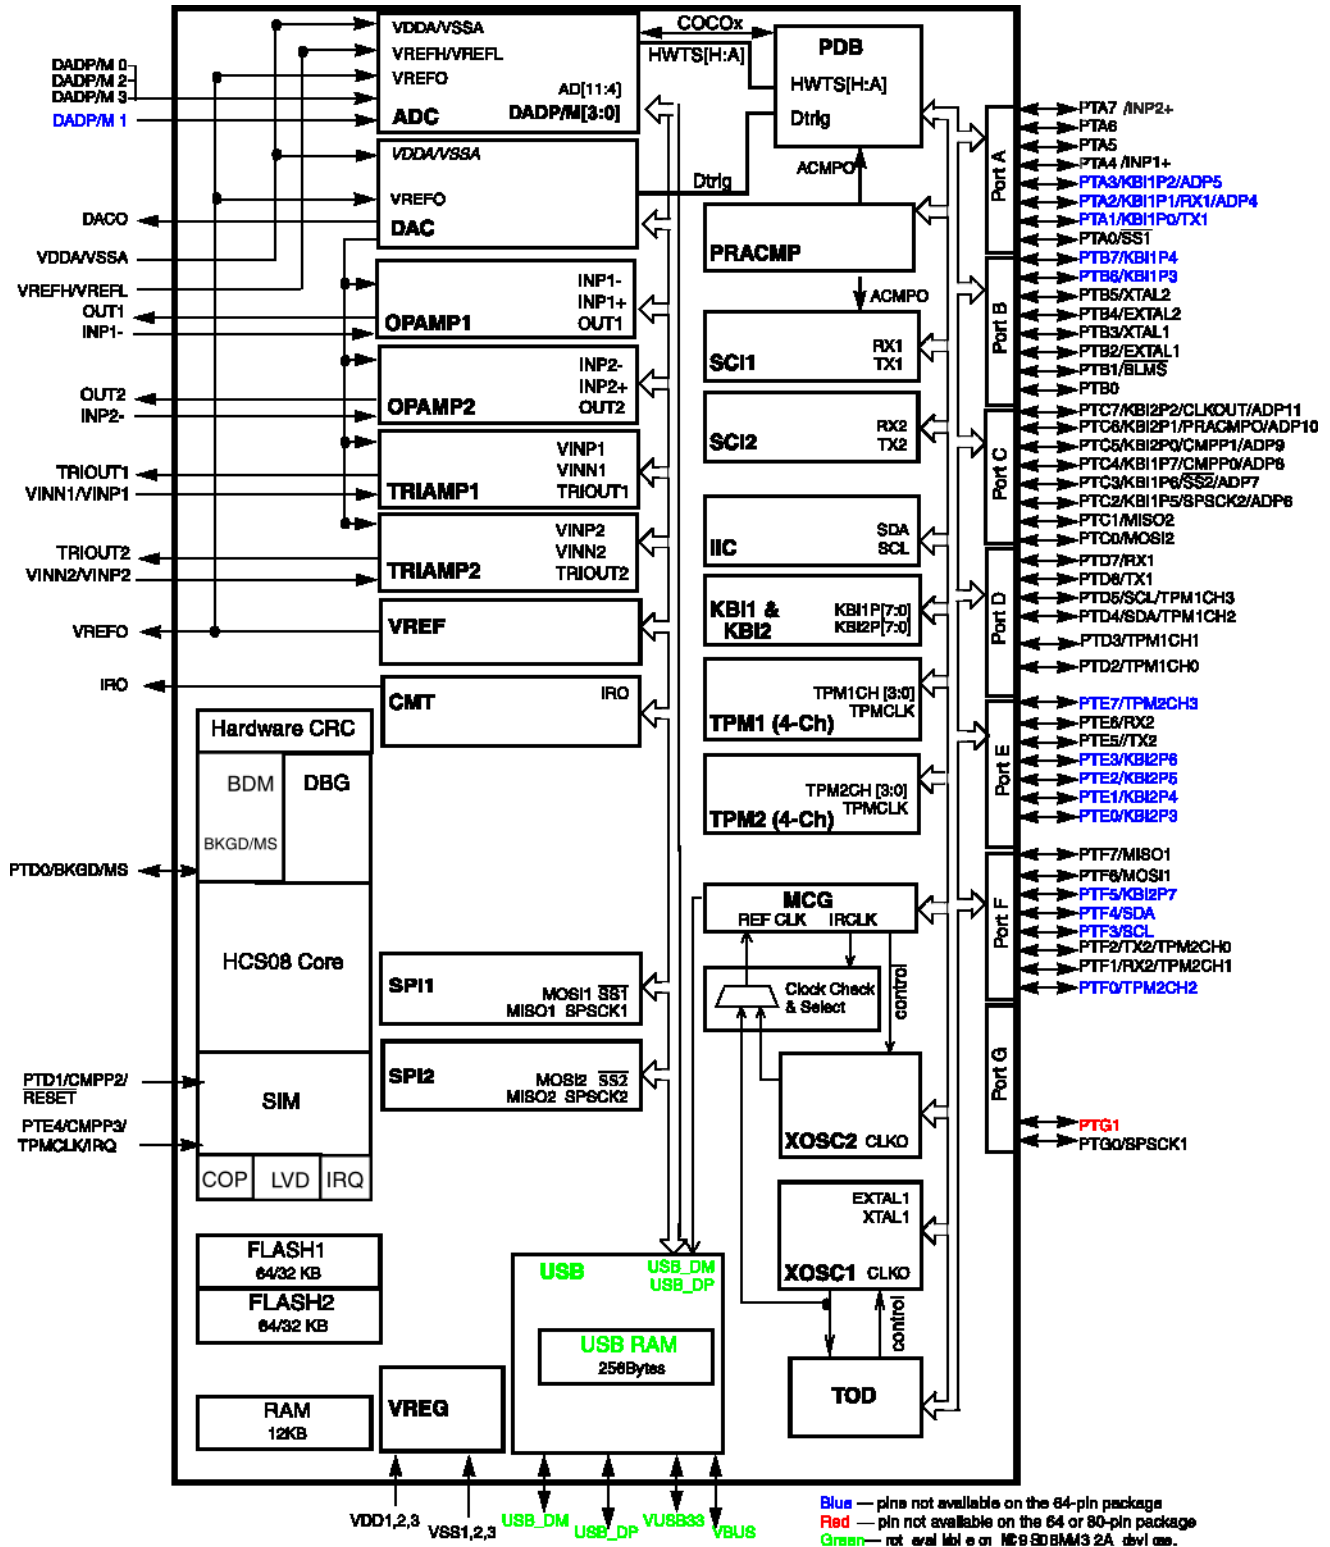 VDDA/VSSA
VREFH/VREFL
VREFO
AD[11:4]
ADC DADP/M[3:0]
DADP/M 0
DADP/M 2
DADP/M 3
DADP/M 1
COCOx
HWTS[H:A]
PDB
HWTS[H:A]
Dtrig
VDDA/VSSA
VREFO
DAC
Dtrig
ACMPO
PRACMP
DACO
VDDA/VSSA
VREFH/VREFL
OUT1
INP1-
INP1-
INP1+
OPAMP1 OUT1
ACMPO
RX1
SCI1 TX1
OUT2
INP2-
INP2-
INP2+
OPAMP2 OUT2
RX2
SCI2 TX2
TRIOUT1
VINN1/VINP1
VINP1
VINN1
TRIAMP1 TRIOUT1
TRIOUT2
VINN2/VINP2
VINP2
VINN2
TRIAMP2 TRIOUT2
SDA
IIC SCL
VREFO
VREF
KBI1 & KBI1P[7:0]
KBI2 KBI2P[7:0]
IRO
CMT IRO
TPM1CH [3:0]
TPMCLK
TPM1 (4-Ch)
TPM2CH [3:0]
TPMCLK
TPM2 (4-Ch)
Hardware CRC
BDM DBG
BKGD/MS
PTD0/BKGD/MS
HCS08 Core
PTD1/CMPP2/
RESET
PTE4/CMPP3/
TPMCLK/IRQ
SIM
COP LVD IRQ
SPI1
MOSI1 SS1
MISO1 SPSCK1
SPI2
MOSI2 SS2
MISO2 SPSCK2
MCG
REF CLK IRCLK
Clock Check
& Select
control
XOSC2 CLKO
EXTAL1
XTAL1
XOSC1 CLKO
control
TOD
FLASH1
64/32 KB
FLASH2
64/32 KB
RAM
12KB
VREG
USB USB_DM
USB_DP
USB RAM
256Bytes
VDD1,2,3
VSS1,2,3
USB_DM
USB_DP
VUSB33
VBUS
Port A
PTA7 /INP2+
PTA6
PTA5
PTA4 /INP1+
PTA3/KBI1P2/ADP5
PTA2/KBI1P1/RX1/ADP4
PTA1/KBI1P0/TX1
PTA0/SS1
Port B
PTB7/KBI1P4
PTB6/KBI1P3
PTB5/XTAL2
PTB4/EXTAL2
PTB3/XTAL1
PTB2/EXTAL1
PTB1/BLMS
PTB0
Port C
PTC7/KBI2P2/CLKOUT/ADP11
PTC6/KBI2P1/PRACMPO/ADP10
PTC5/KBI2P0/CMPP1/ADP9
PTC4/KBI1P7/CMPP0/ADP8
PTC3/KBI1P6/SS2/ADP7
PTC2/KBI1P5/SPSCK2/ADP6
PTC1/MISO2
PTC0/MOSI2
Port D
PTD7/RX1
PTD6/TX1
PTD5/SCL/TPM1CH3
PTD4/SDA/TPM1CH2
PTD3/TPM1CH1
PTD2/TPM1CH0
Port E
PTE7/TPM2CH3
PTE6/RX2
PTE5//TX2
PTE3/KBI2P6
PTE2/KBI2P5
PTE1/KBI2P4
PTE0/KBI2P3
Port F
PTF7/MISO1
PTF6/MOSI1
PTF5/KBI2P7
PTF4/SDA
PTF3/SCL
PTF2/TX2/TPM2CH0
PTF1/RX2/TPM2CH1
PTF0/TPM2CH2
Port G
PTG1
PTG0/SPSCK1
Blue — pins not available on the 64-pin package
Red — pin not available on the 64 or 80-pin package
Green — not available on MC9S08MM32A devices.